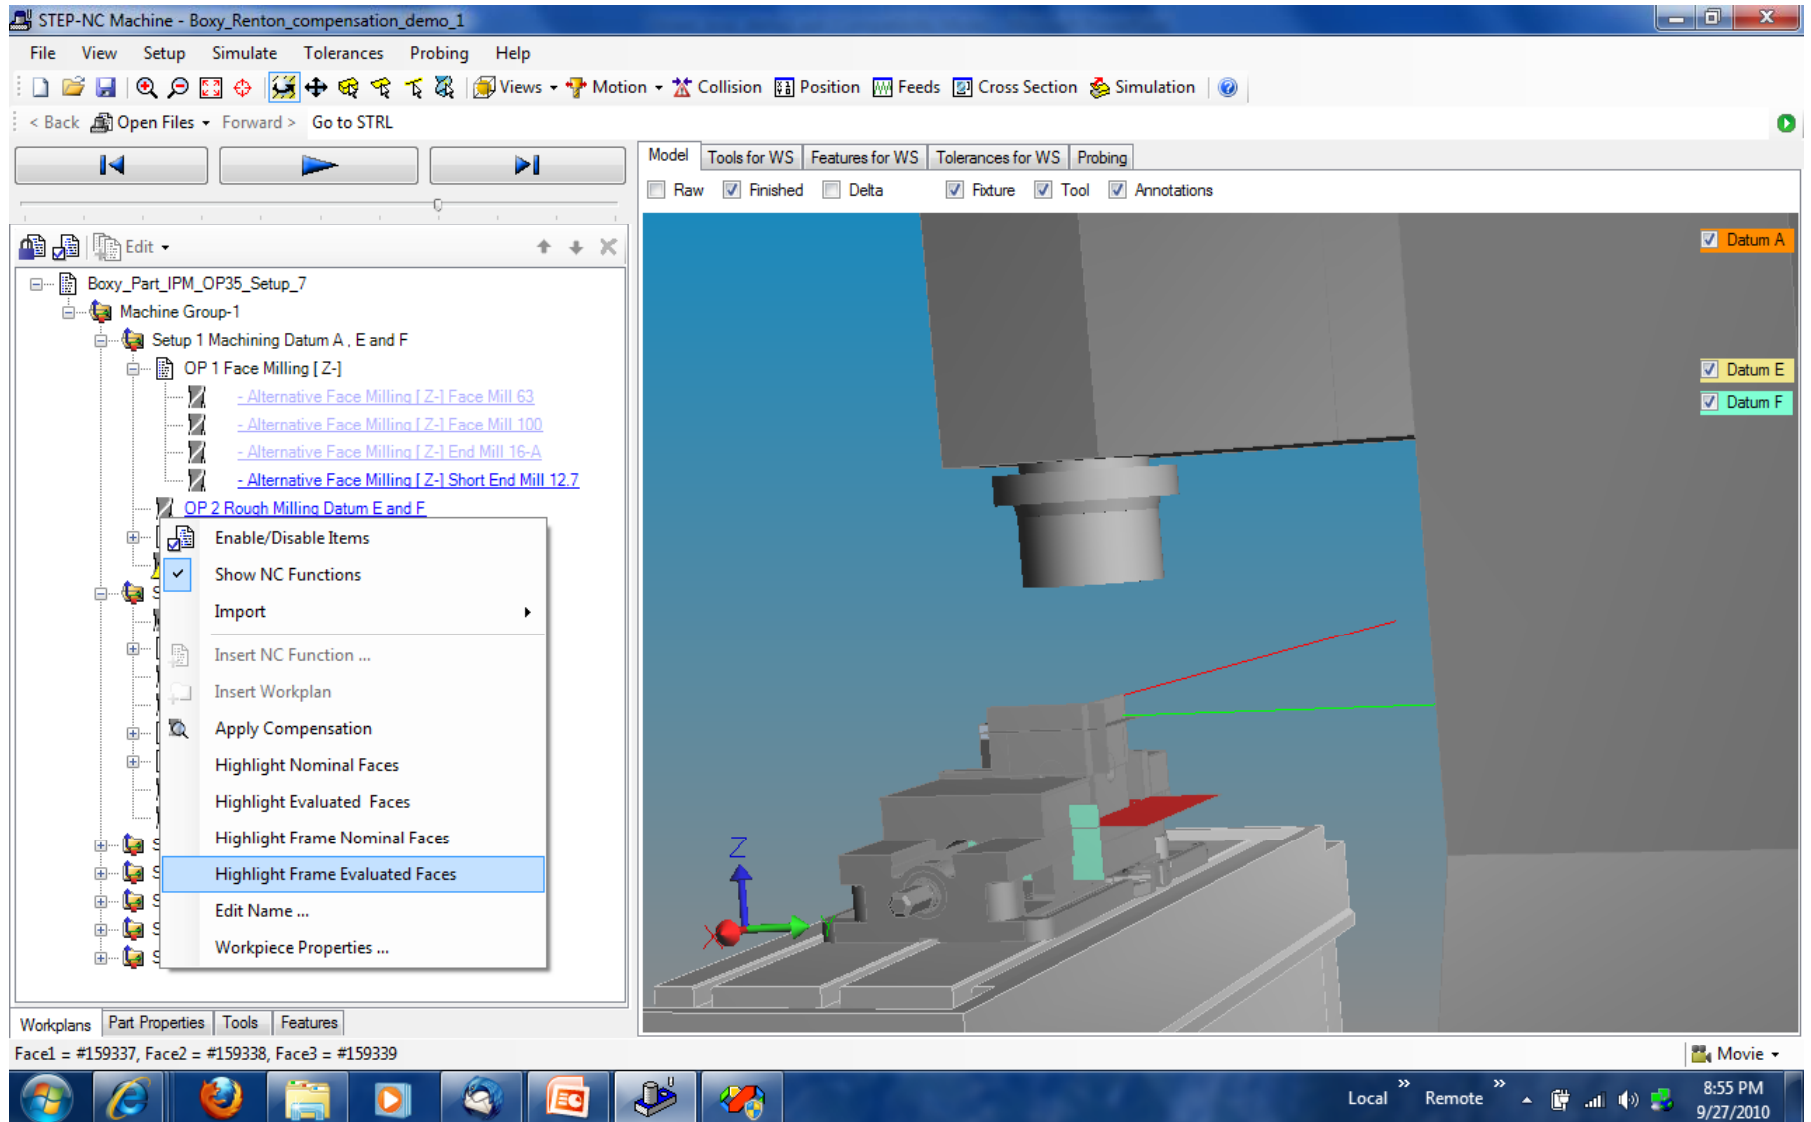 STEP-NC Machine - Boxy_Renton_compensation_demo_1
File View Setup Simulate Tolerances Probing Help
Views Motion Collision Position Feeds Cross Section Simulation
< Back Open Files Forward > Go to STRL
Model Tools for WS Features for WS Tolerances for WS Probing
Raw Finished Delta Fixture Tool Annotations
Edit
Datum A
Boxy_Part_IPM_OP35_Setup_7
Machine Group-1
Setup 1 Machining Datum A , E and F
OP 1 Face Milling [ Z-]
- Alternative Face Milling [ Z-] Face Mill 63
- Alternative Face Milling [ Z-] Face Mill 100
- Alternative Face Milling [ Z-] End Mill 16-A
- Alternative Face Milling [ Z-] Short End Mill 12.7
OP 2 Rough Milling Datum E and F
Datum E
Datum F
Enable/Disable Items
Show NC Functions
Import
Insert NC Function ...
Insert Workplan
Apply Compensation
Highlight Nominal Faces
Highlight Evaluated Faces
Highlight Frame Nominal Faces
Highlight Frame Evaluated Faces
Edit Name ...
Workpiece Properties ...
Z
X
Y
Workplans Part Properties Tools Features
Face1 = #159337, Face2 = #159338, Face3 = #159339
Movie
Local » Remote »
8:55 PM
9/27/2010